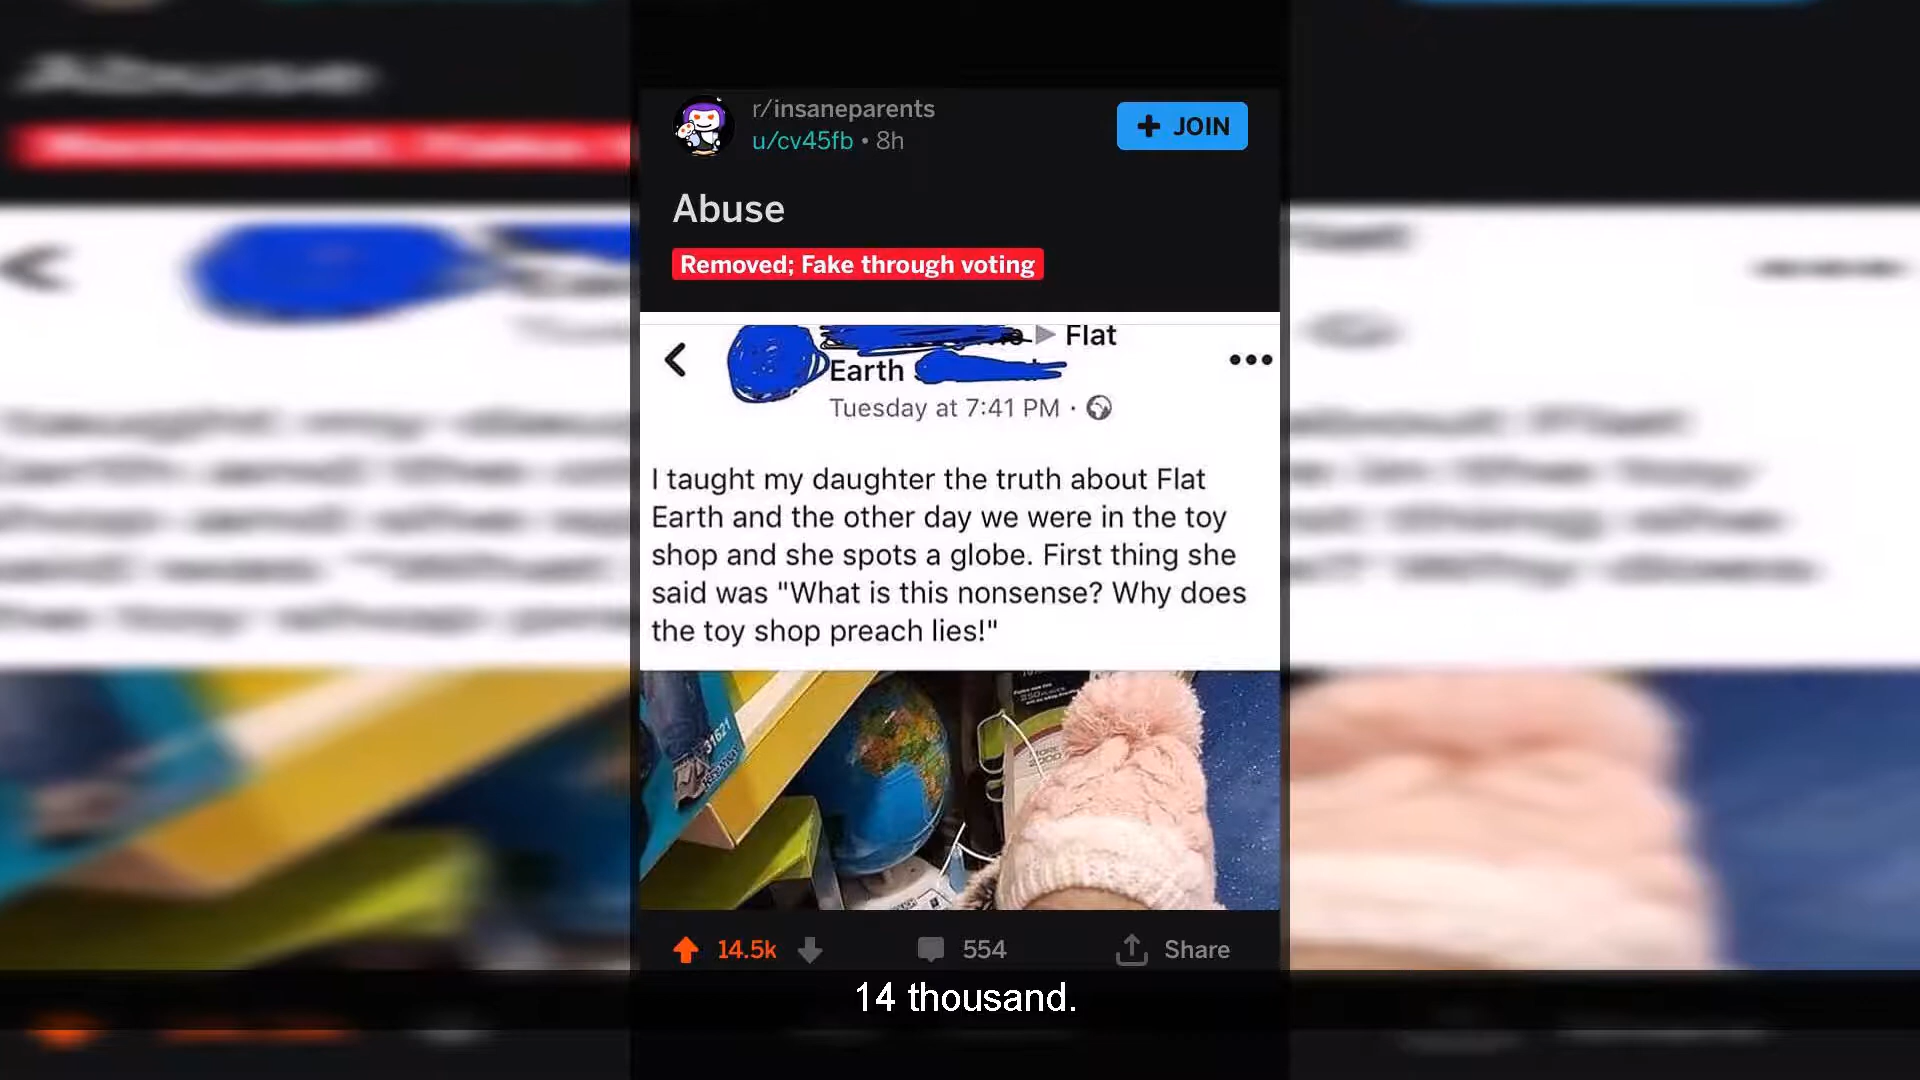 r/insaneparents
u/cv45fb • 8h
+ JOIN
Abuse
Removed; Fake through voting
Flat
Earth
Tuesday at 7:41 PM
I taught my daughter the truth about Flat
Earth and the other day we were in the toy
shop and she spots a globe. First thing she
said was "What is this nonsense? Why does
the toy shop preach lies!"
31621
14.5k
554
Share
14 thousand.